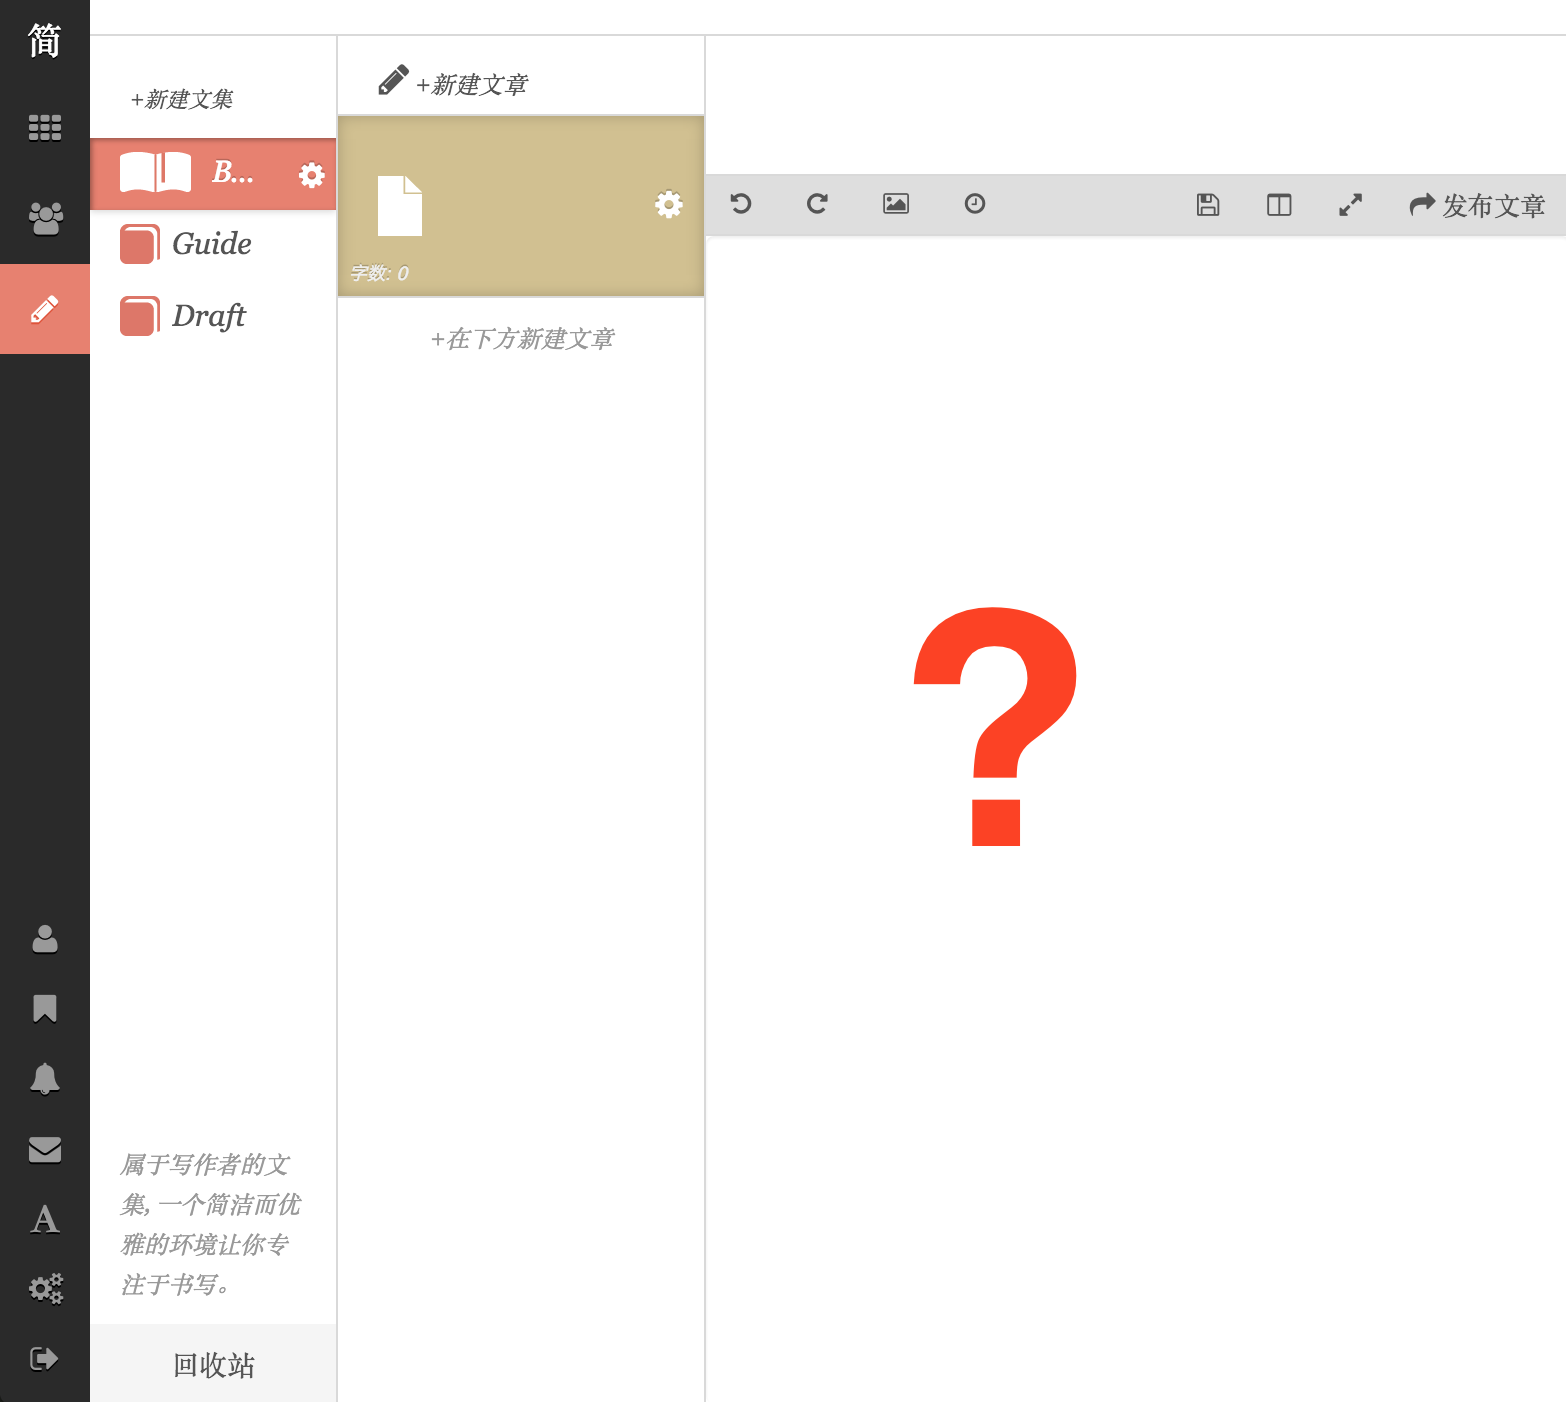 简
+新建文集
B...
Guide
Draft
属于写作者的文
集, 一个简洁而优
雅的环境让你专
注于书写。
回收站
+新建文章
字数: 0
+在下方新建文章
发布文章
?
A